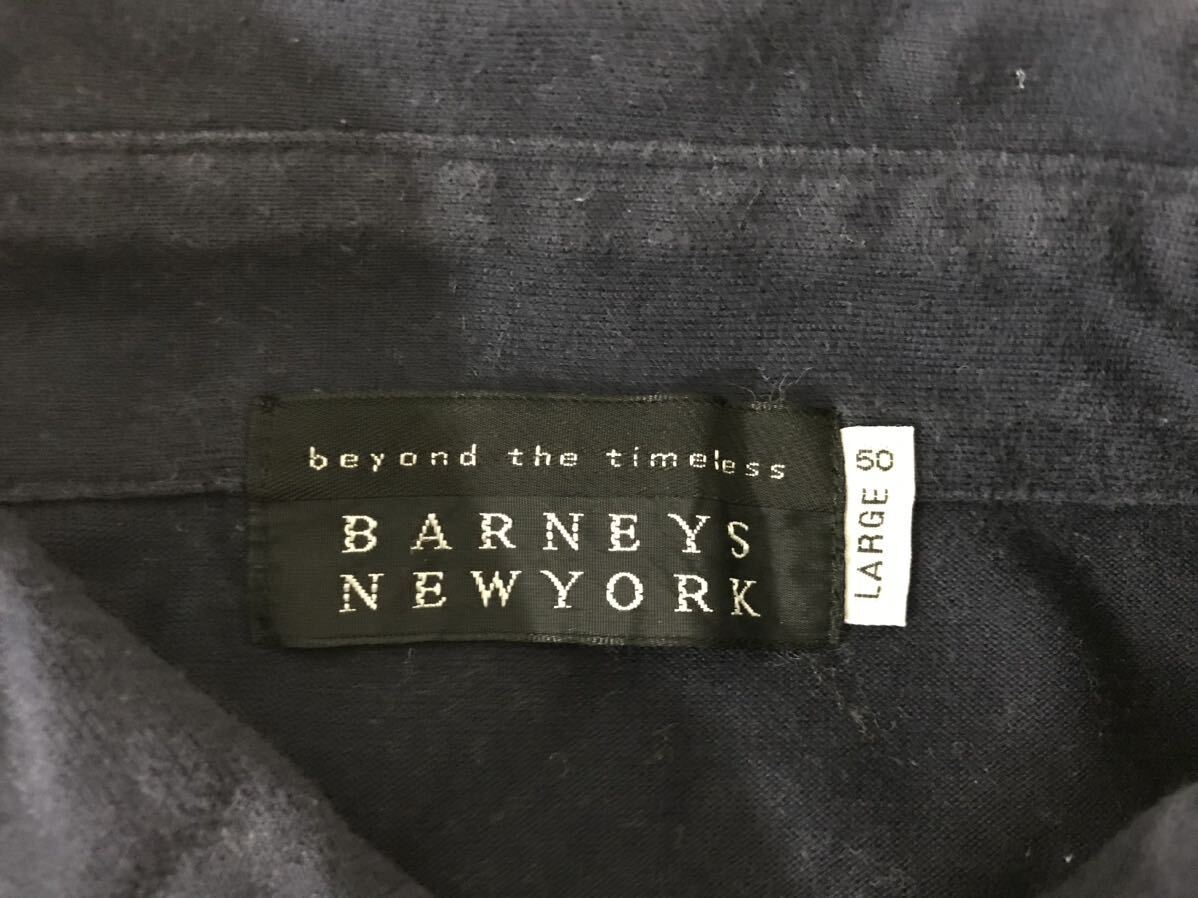 beyond the timeless
BARNEYS
NEWYORK
50
LARGE